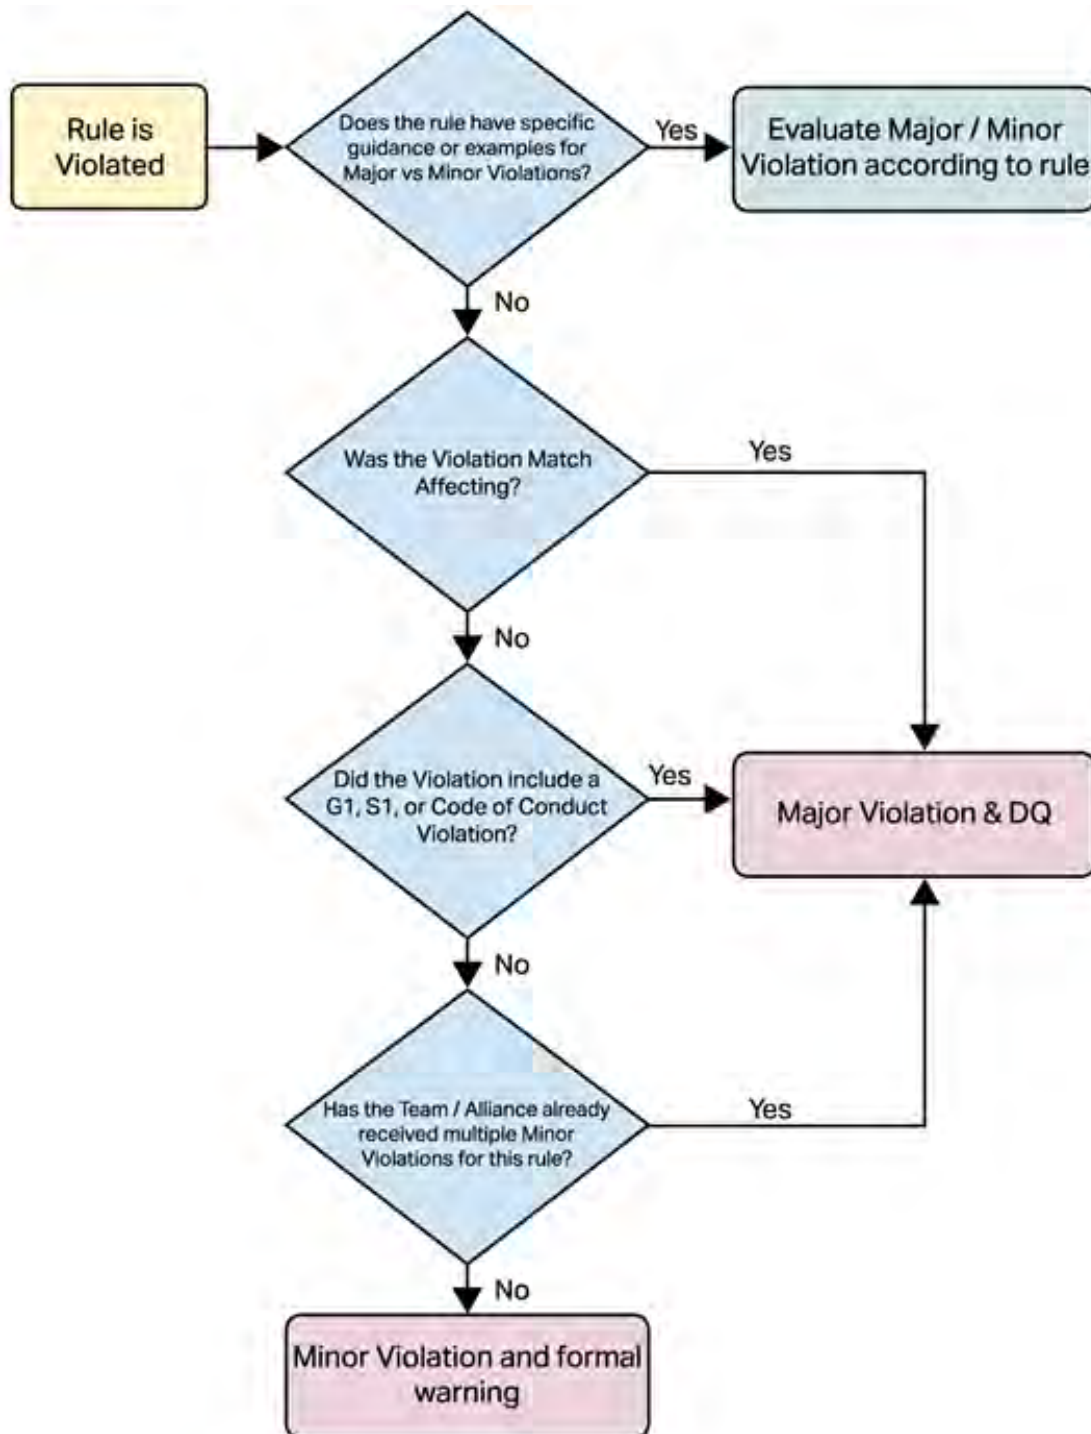 Rule is
Violated
Does the rule have specific
guidance or examples for
Major vs Minor Violations?
Yes
Evaluate Major / Minor
Violation according to rule
No
Was the Violation Match
Affecting?
Yes
No
Did the Violation include a
G1, S1, or Code of Conduct
Violation?
Yes
Major Violation & DQ
No
Has the Team / Alliance already
received multiple Minor
Violations for this rule?
Yes
No
Minor Violation and formal
warning